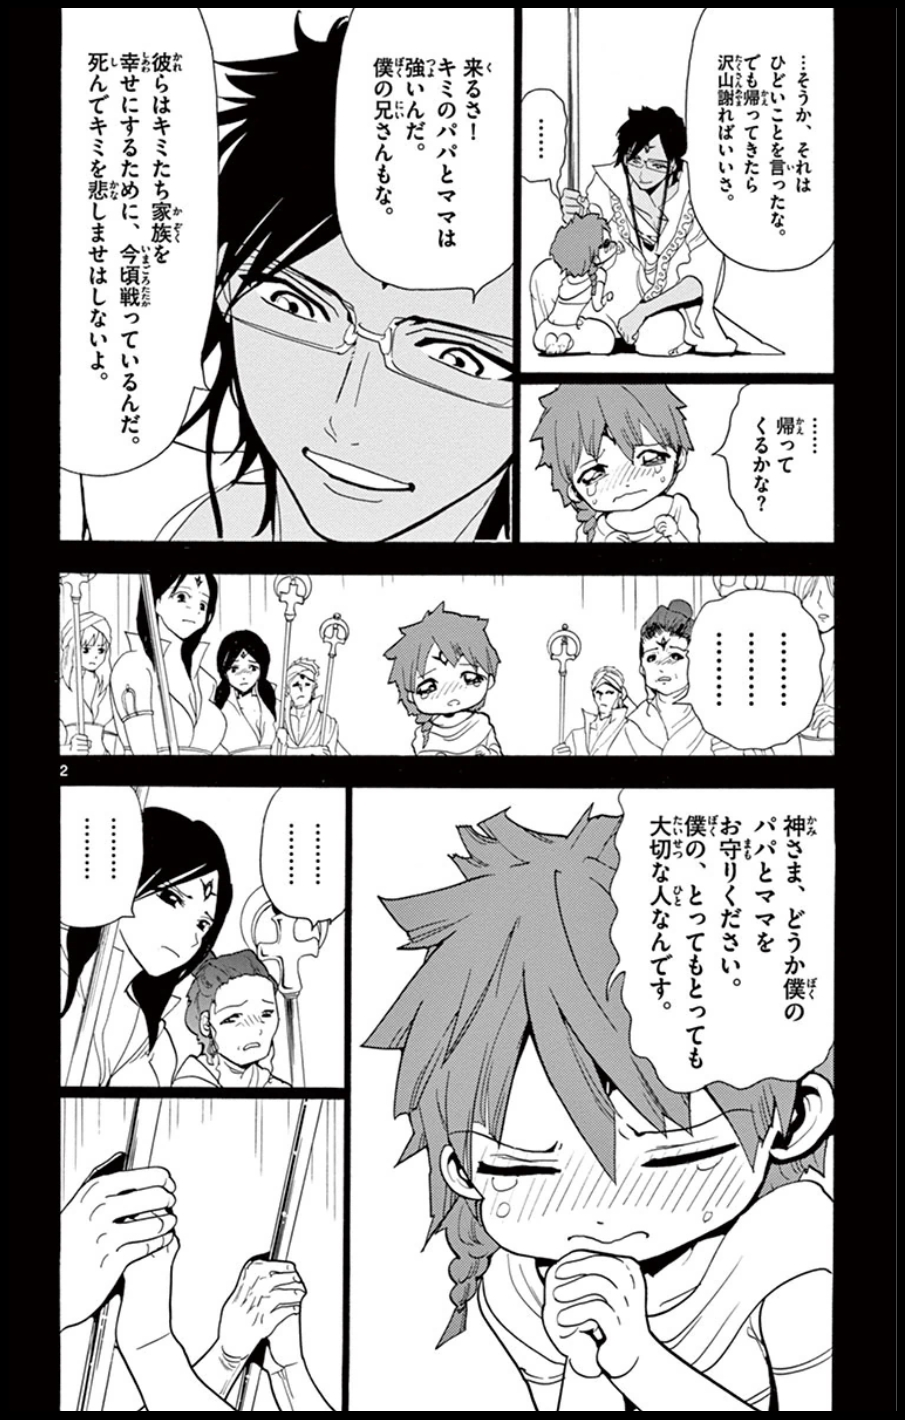 …そうか、それは
ひどいことを言ったな。
でも帰ってきたら
沢山謝ればいいさ。
……
……
帰って
くるかな？
来るさ！
キミのパパとママは
強いんだ。
僕の兄さんもな。
彼らはキミたち家族を
幸せにするために、今頃戦っているんだ。
死んでキミを悲しませはしないよ。
………
………
………
2
神さま、どうか僕の
パパとママを
お守りください。
僕の、とってもとっても
大切な人なんです。
………
………
………
………